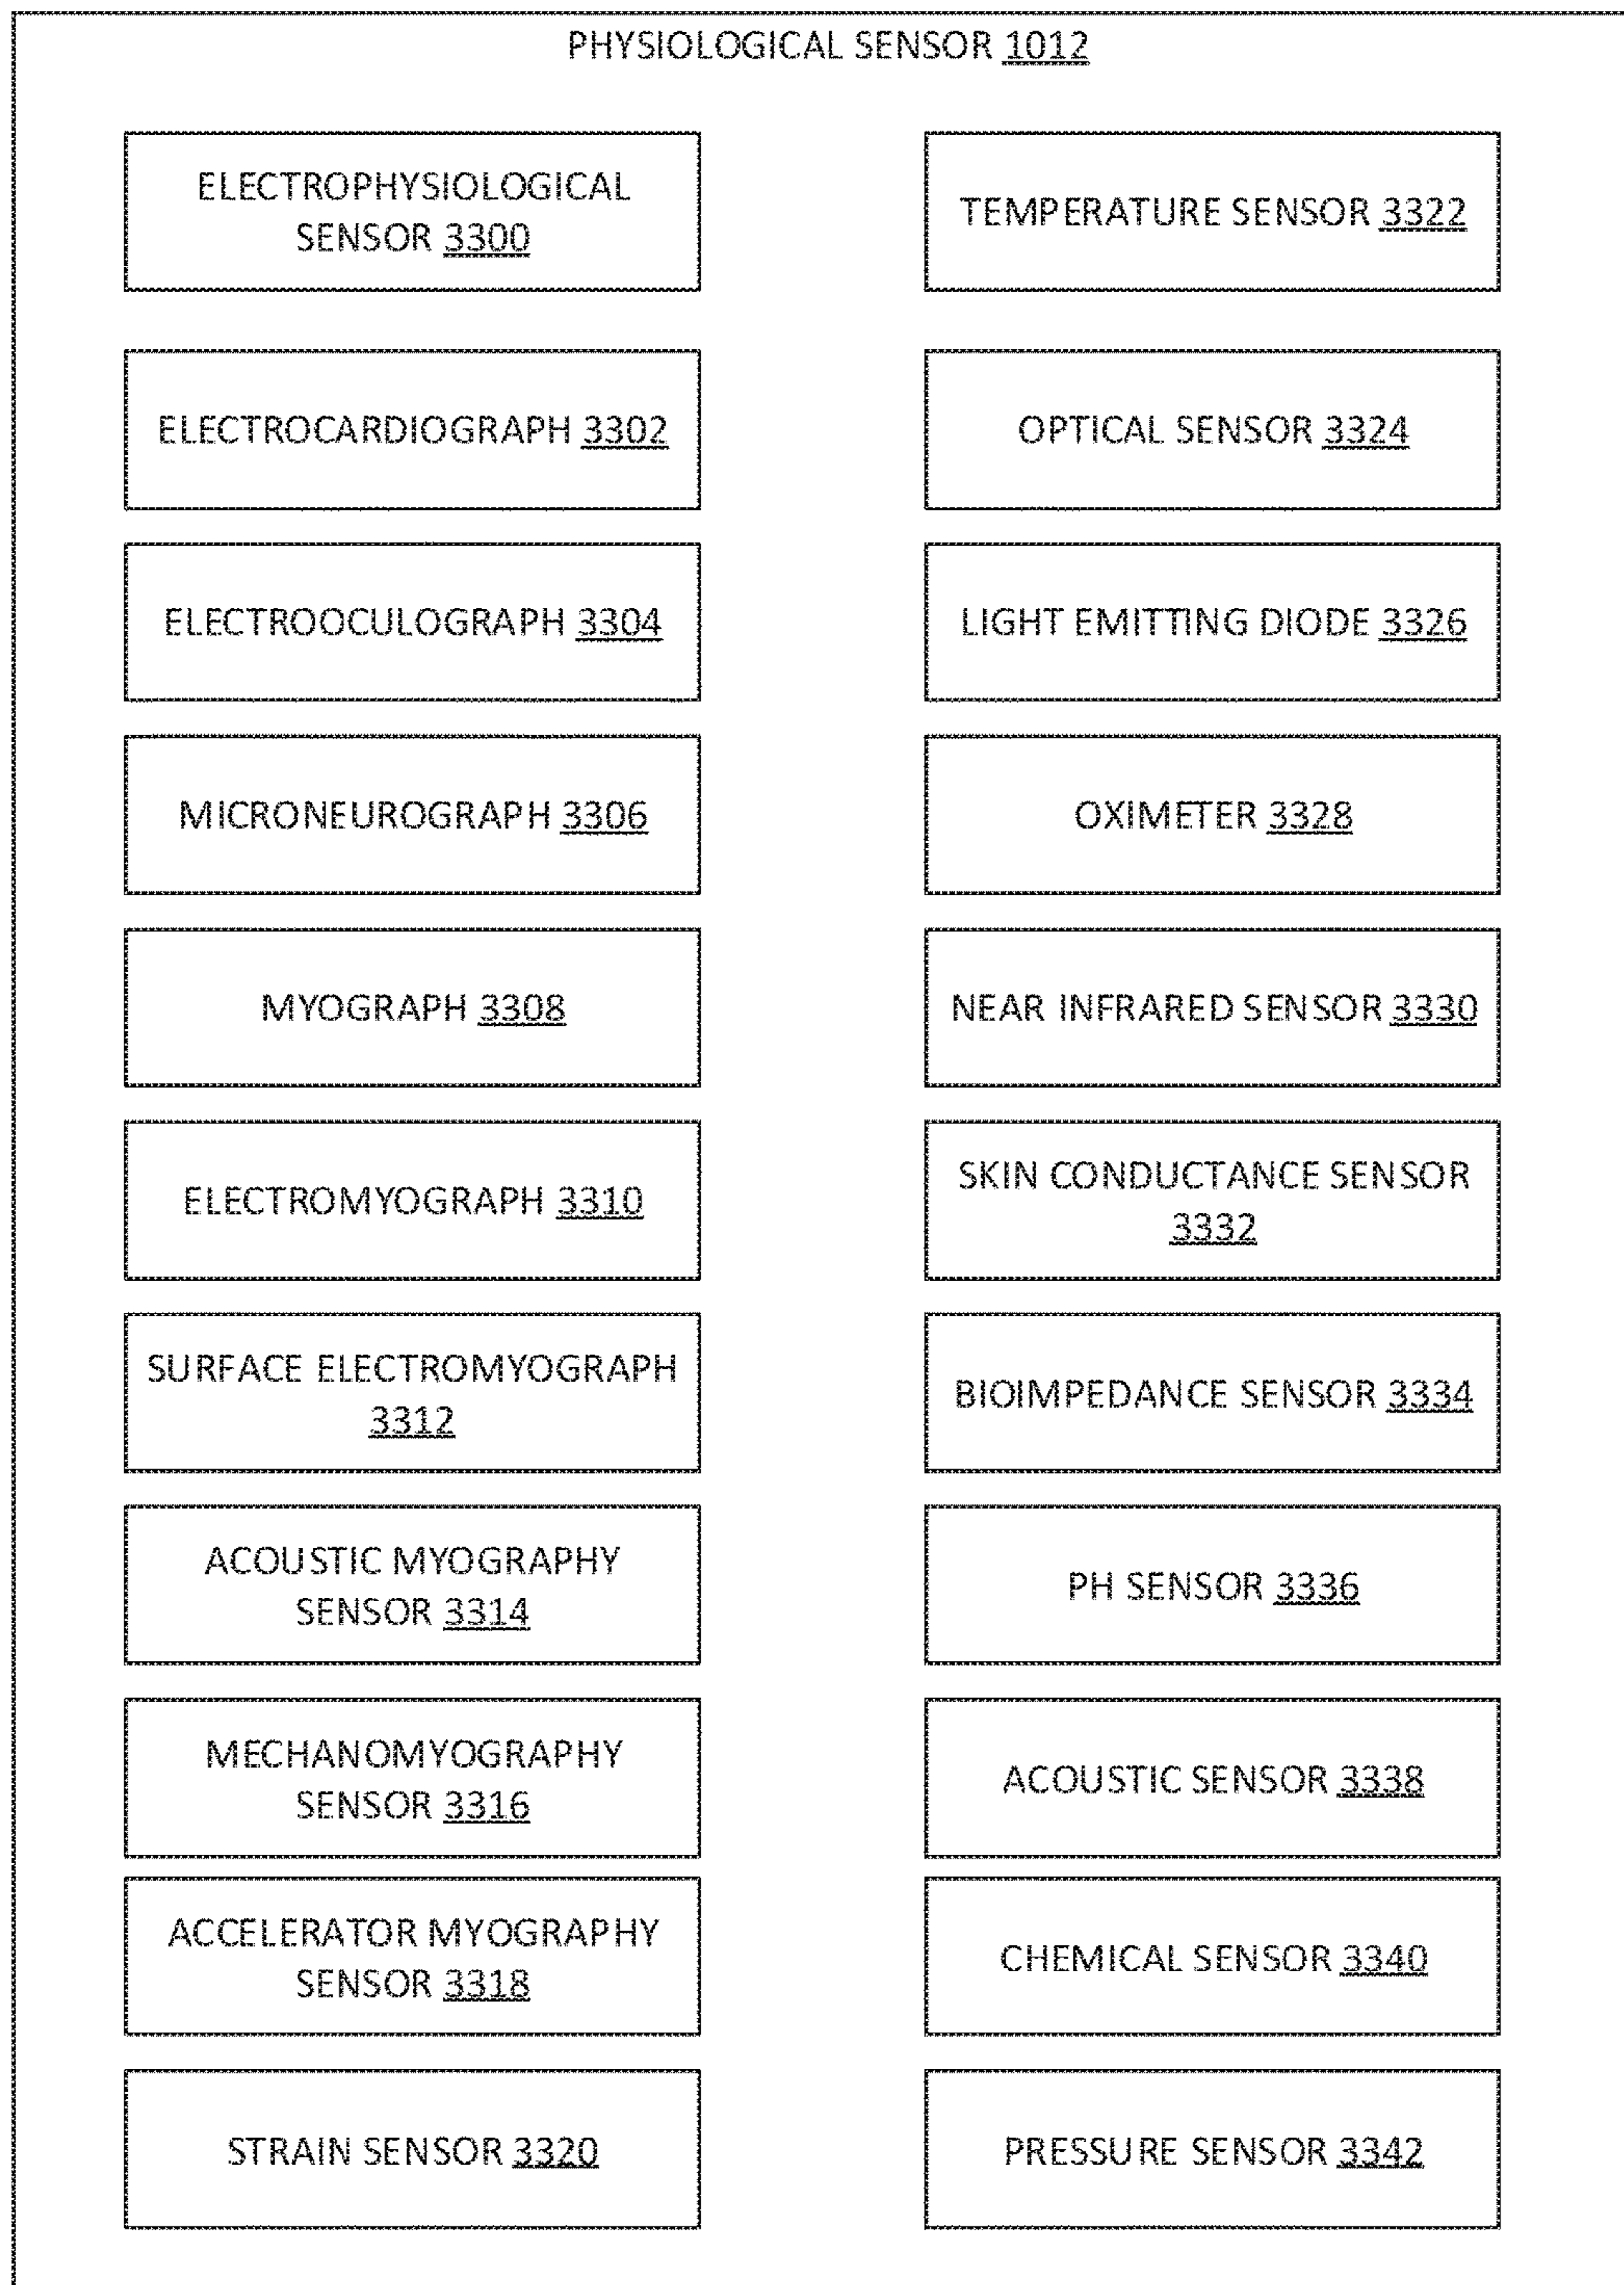 PHYSIOLOGICAL SENSOR 1012
ELECTROPHYSIOLOGICAL
SENSOR 3300
ELECTROCARDIOGRAPH 3302
ELECTROOCULOGRAPH 3304
MICRONEUROGRAPH 3306
MYOGRAPH 3308
ELECTROMYOGRAPH 3310
SURFACE ELECTROMYOGRAPH
3312
ACOUSTIC MYOGRAPHY
SENSOR 3314
MECHANOMYOGRAPHY
SENSOR 3316
ACCELERATOR MYOGRAPHY
SENSOR 3318
STRAIN SENSOR 3320
TEMPERATURE SENSOR 3322
OPTICAL SENSOR 3324
LIGHT EMITTING DIODE 3326
OXIMETER 3328
NEAR INFRARED SENSOR 3330
SKIN CONDUCTANCE SENSOR
3332
BIOIMPEDANCE SENSOR 3334
PH SENSOR 3336
ACOUSTIC SENSOR 3338
CHEMICAL SENSOR 3340
PRESSURE SENSOR 3342